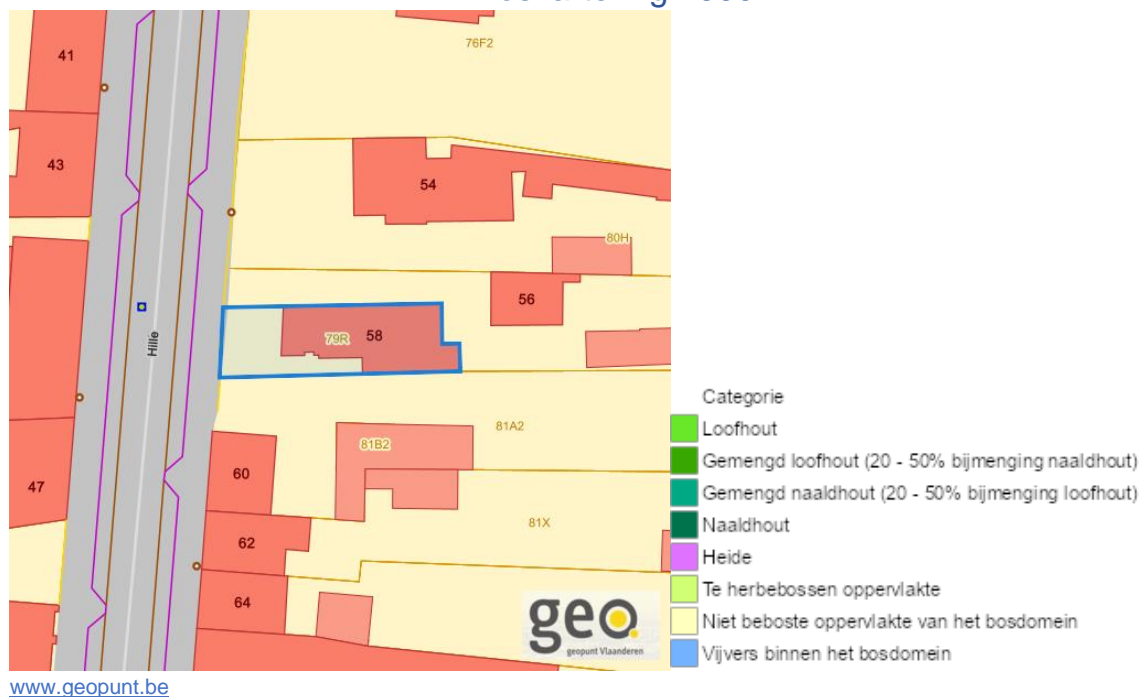 41
76F2
43
54
80H
56
Hille
79R
58
81A2
81B2
60
47
81X
62
64
geo
geopunt Vlaanderen
Categorie
Loofhout
Gemengd loofhout (20 - 50% bijmenging naaldhout)
Gemengd naaldhout (20 - 50% bijmenging loofhout)
Naaldhout
Heide
Te herbebossen oppervlakte
Niet beboste oppervlakte van het bosdomein
Vijvers binnen het bosdomein
www.geopunt.be